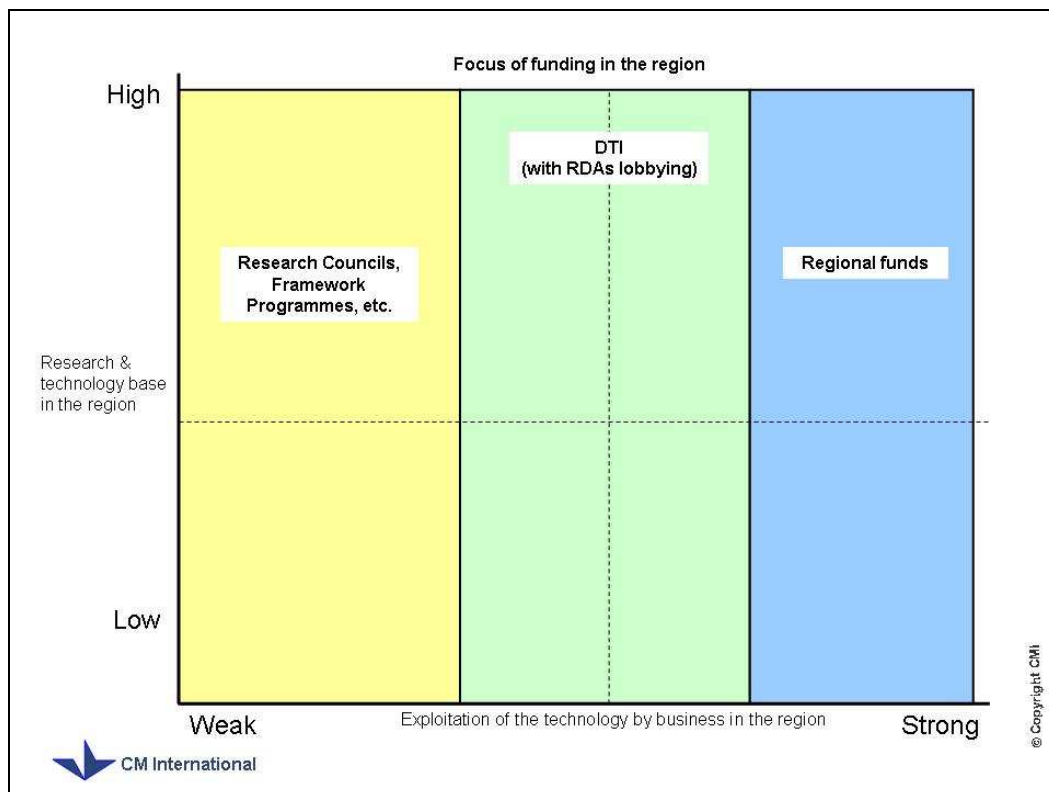 Focus of funding in the region
High
DTI
(with RDAs lobbying)
Research Councils,
Framework
Programmes, etc.
Regional funds
Research &
technology base
in the region
Low
Weak
Exploitation of the technology by business in the region
Strong
© Copyright CMi
CM International